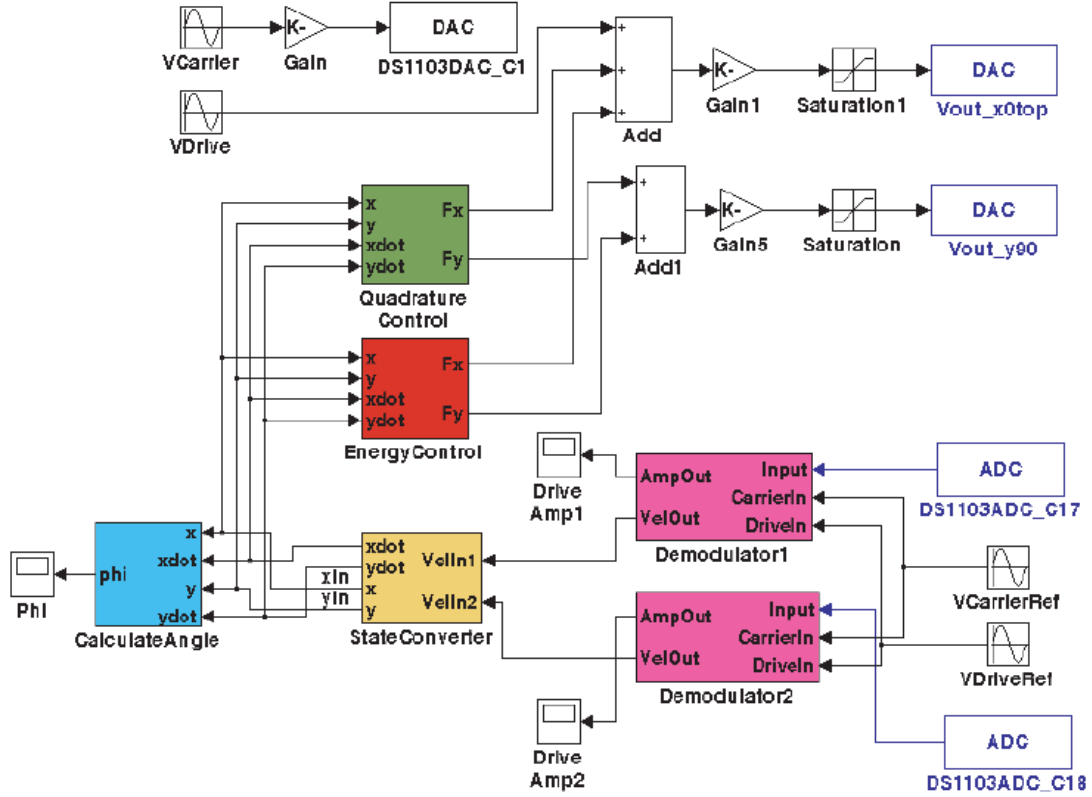 VCarrier
K-
Gain
DAC
DS1103DAC_C1
VDrive
+
+
+
Add
K-
Gain1
Saturation1
DAC
Vout_x0top
x
y
xdot
ydot
Fx
Fy
Quadrature
Control
+
+
Add1
K-
Gain5
Saturation
DAC
Vout_y90
x
y
xdot
ydot
Fx
Fy
EnergyControl
Drive
Amp1
AmpOut
VelOut
Input
CarrierIn
DriveIn
Demodulator1
ADC
DS1103ADC_C17
Phi
phi
x
xdot
y
ydot
CalculateAngle
xin
yin
xdot
ydot
x
y
VelIn1
VelIn2
StateConverter
AmpOut
VelOut
Input
CarrierIn
DriveIn
Demodulator2
VCarrierRef
VDriveRef
Drive
Amp2
ADC
DS1103ADC_C18